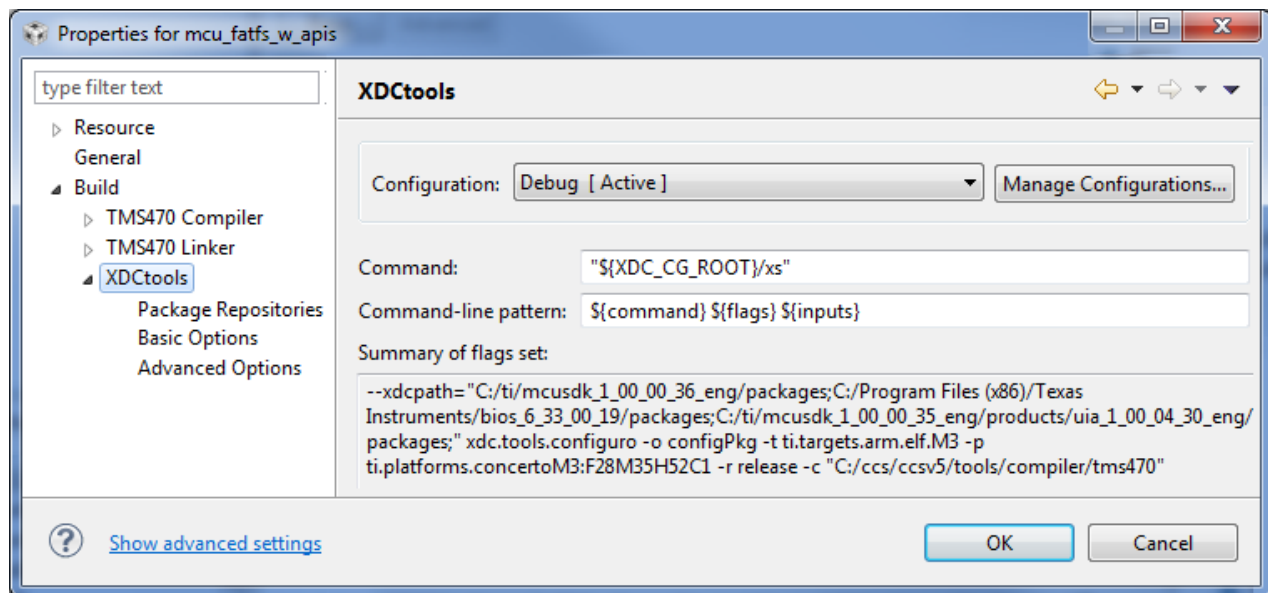 Properties for mcu_fatfs_w_apis
type filter text
XDCtools
Resource
General
Build
TMS470 Compiler
TMS470 Linker
XDCtools
Package Repositories
Basic Options
Advanced Options
Configuration: Debug [ Active ] Manage Configurations...
Command: "${XDC_CG_ROOT}/xs"
Command-line pattern: ${command} ${flags} ${inputs}
Summary of flags set:
--xdcpath="C:/ti/mcusdk_1_00_00_36_eng/packages;C:/Program Files (x86)/Texas
Instruments/bios_6_33_00_19/packages;C:/ti/mcusdk_1_00_00_35_eng/products/uia_1_00_04_30_eng/
packages;" xdc.tools.configuro -o configPkg -t ti.targets.arm.elf.M3 -p
ti.platforms.concertoM3:F28M35H52C1 -r release -c "C:/ccs/ccsv5/tools/compiler/tms470"
Show advanced settings
OK Cancel